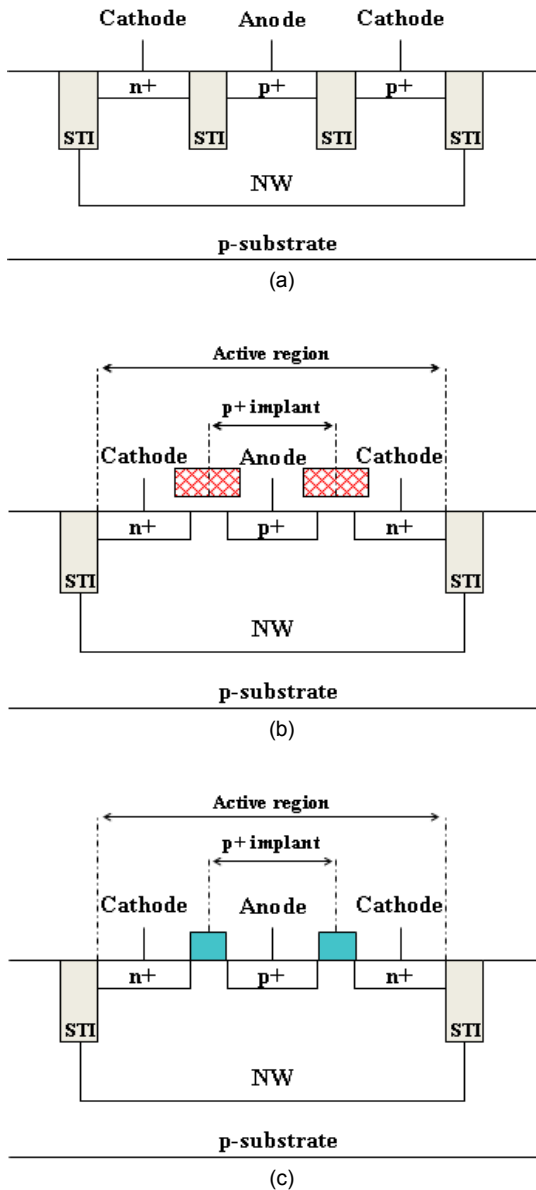 Cathode Anode Cathode
n+ p+ p+
STI STI STI STI
NW
p-substrate
(a)
Active region
p+ implant
Cathode Anode Cathode
n+ p+ n+
STI STI
NW
p-substrate
(b)
Active region
p+ implant
Cathode Anode Cathode
n+ p+ n+
STI STI
NW
p-substrate
(c)